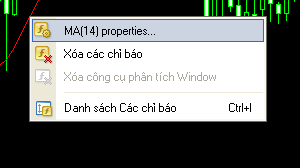 MA(14) properties...
Xóa các chỉ báo
Xóa công cụ phân tích Window
Danh sách Các chỉ báo Ctrl+I